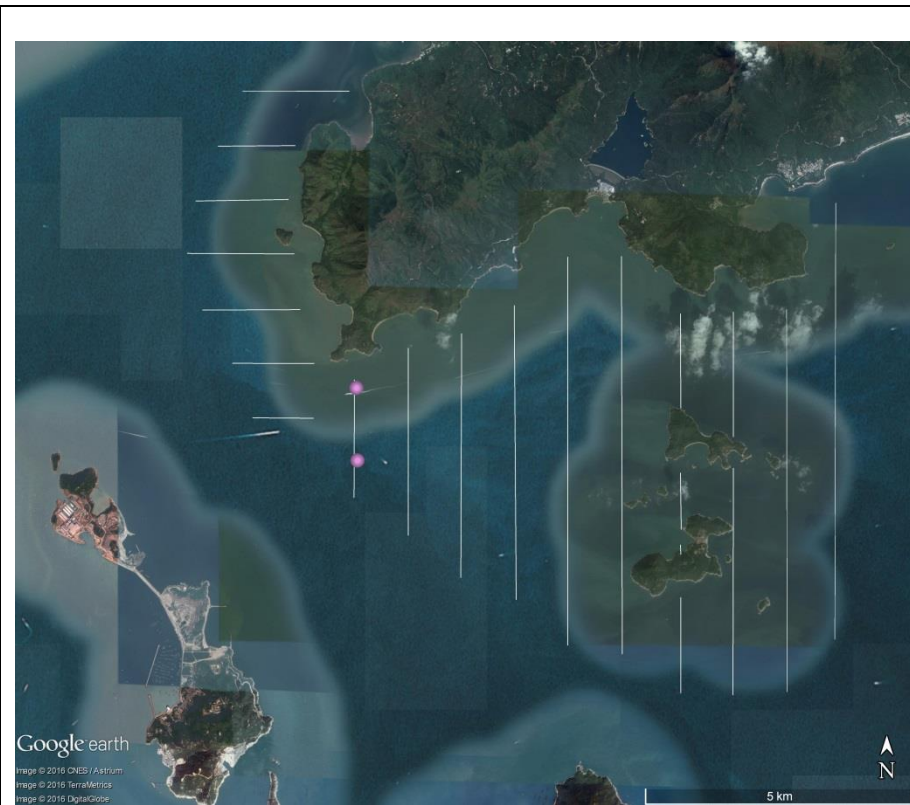 Google earth
Image © 2016 CNES / Astrium
Image © 2016 TerraMetrics
Image © 2016 DigitalGlobe
N
5 km